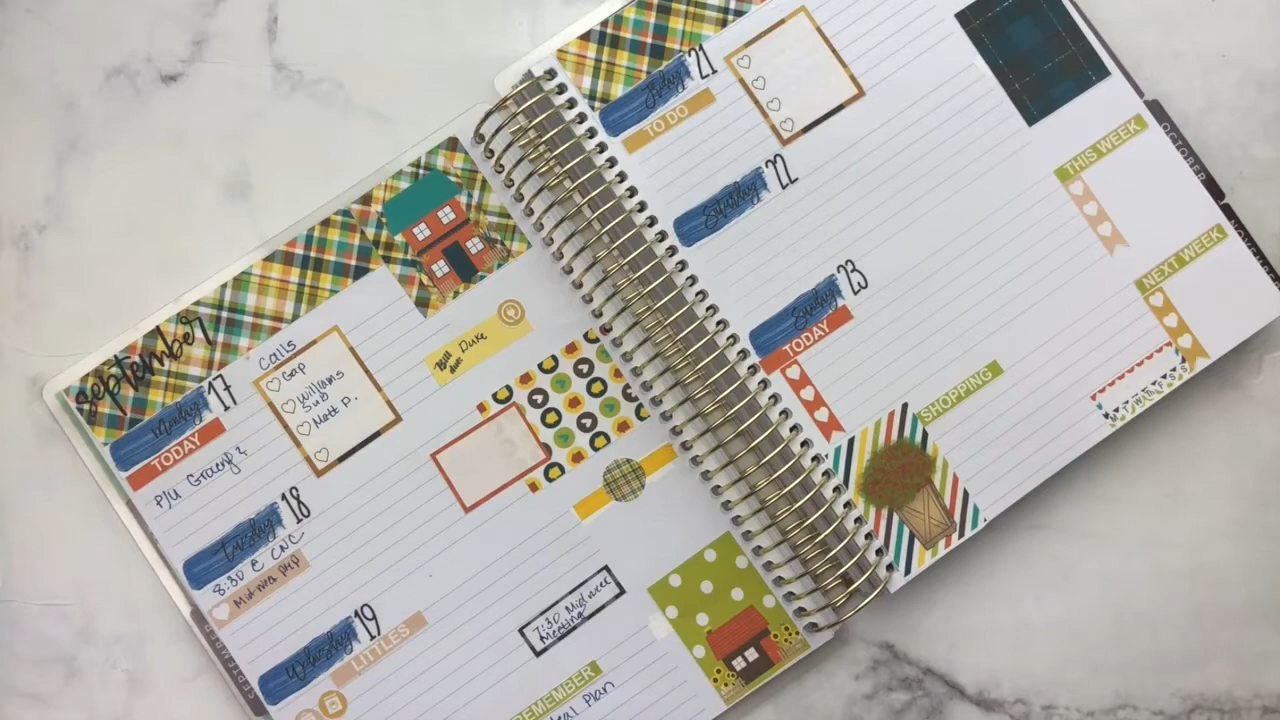 september
Monday 17
TODAY
Calls
Gap
Williams
Sub
Matt P.
Bill
due:
Duke
Tuesday 18
8:30 @ CNC
Wednesday 19
LITTLES
7:30 Midweek
Meeting
REMEMBER
Meal Plan
SEPTEMBER
Friday 21
TO DO
Saturday 22
Sunday 23
TODAY
SHOPPING
THIS WEEK
NEXT WEEK
OCTOBER
NOVEMBER